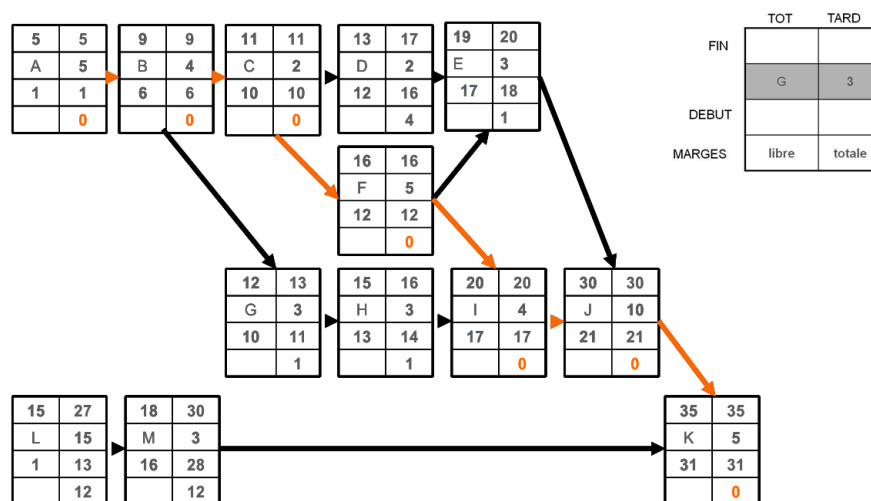 TOT TARD
FIN
G 3
DEBUT
MARGES libre totale
5 5
A 5
1 1
0
9 9
B 4
6 6
0
11 11
C 2
10 10
0
13 17
D 2
12 16
4
19 20
E 3
17 18
1
16 16
F 5
12 12
0
12 13
G 3
10 11
1
15 16
H 3
13 14
1
20 20
I 4
17 17
0
30 30
J 10
21 21
0
15 27
L 15
1 13
12
18 30
M 3
16 28
12
35 35
K 5
31 31
0